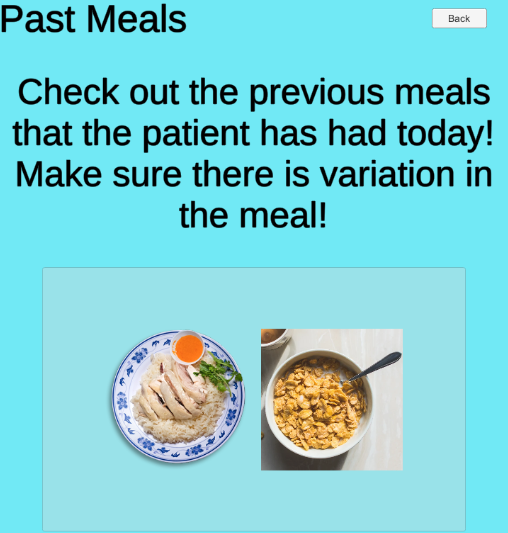 Past Meals
Back
Check out the previous meals
that the patient has had today!
Make sure there is variation in
the meal!